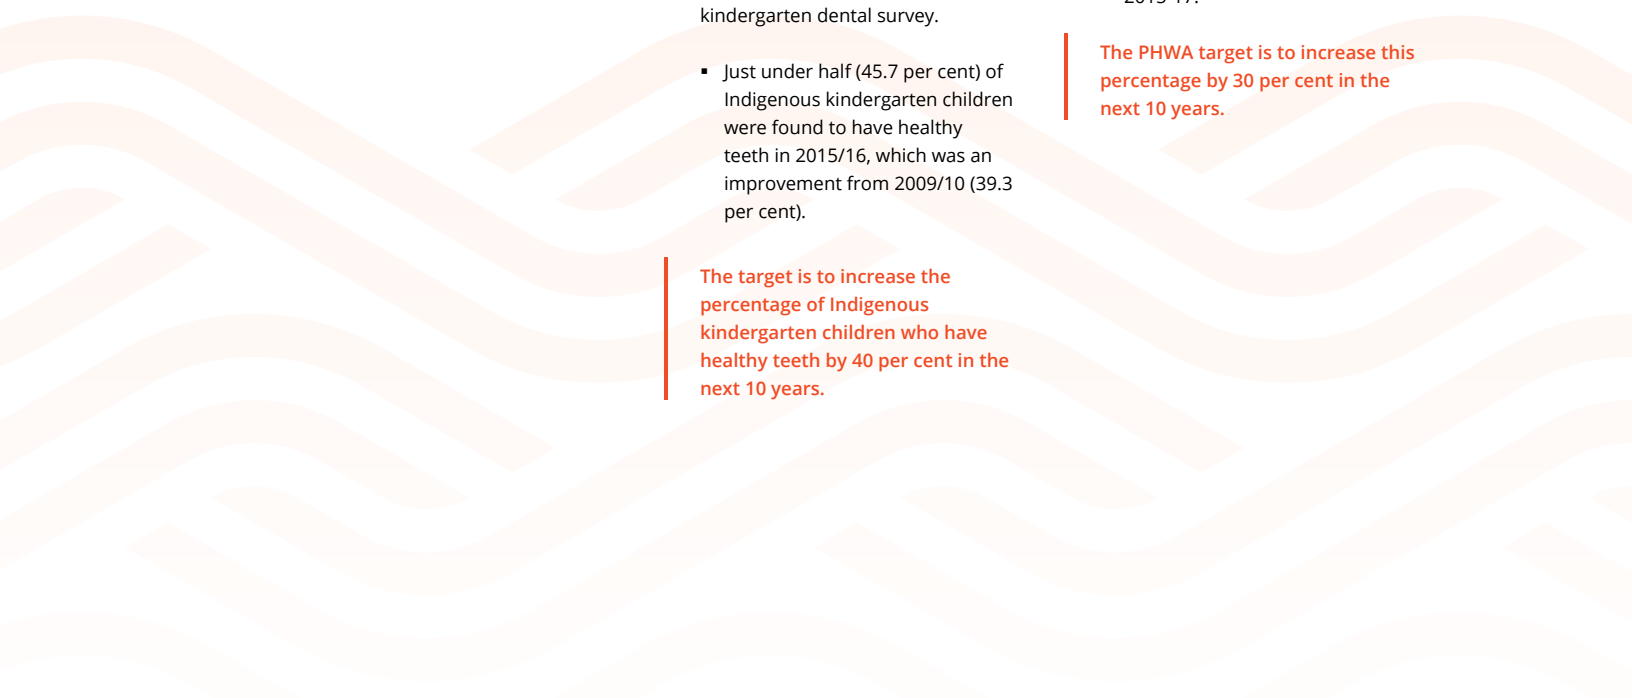 kindergarten dental survey.
▪ Just under half (45.7 per cent) of
Indigenous kindergarten children
were found to have healthy
teeth in 2015/16, which was an
improvement from 2009/10 (39.3
per cent).
The target is to increase the
percentage of Indigenous
kindergarten children who have
healthy teeth by 40 per cent in the
next 10 years.
The PHWA target is to increase this
percentage by 30 per cent in the
next 10 years.